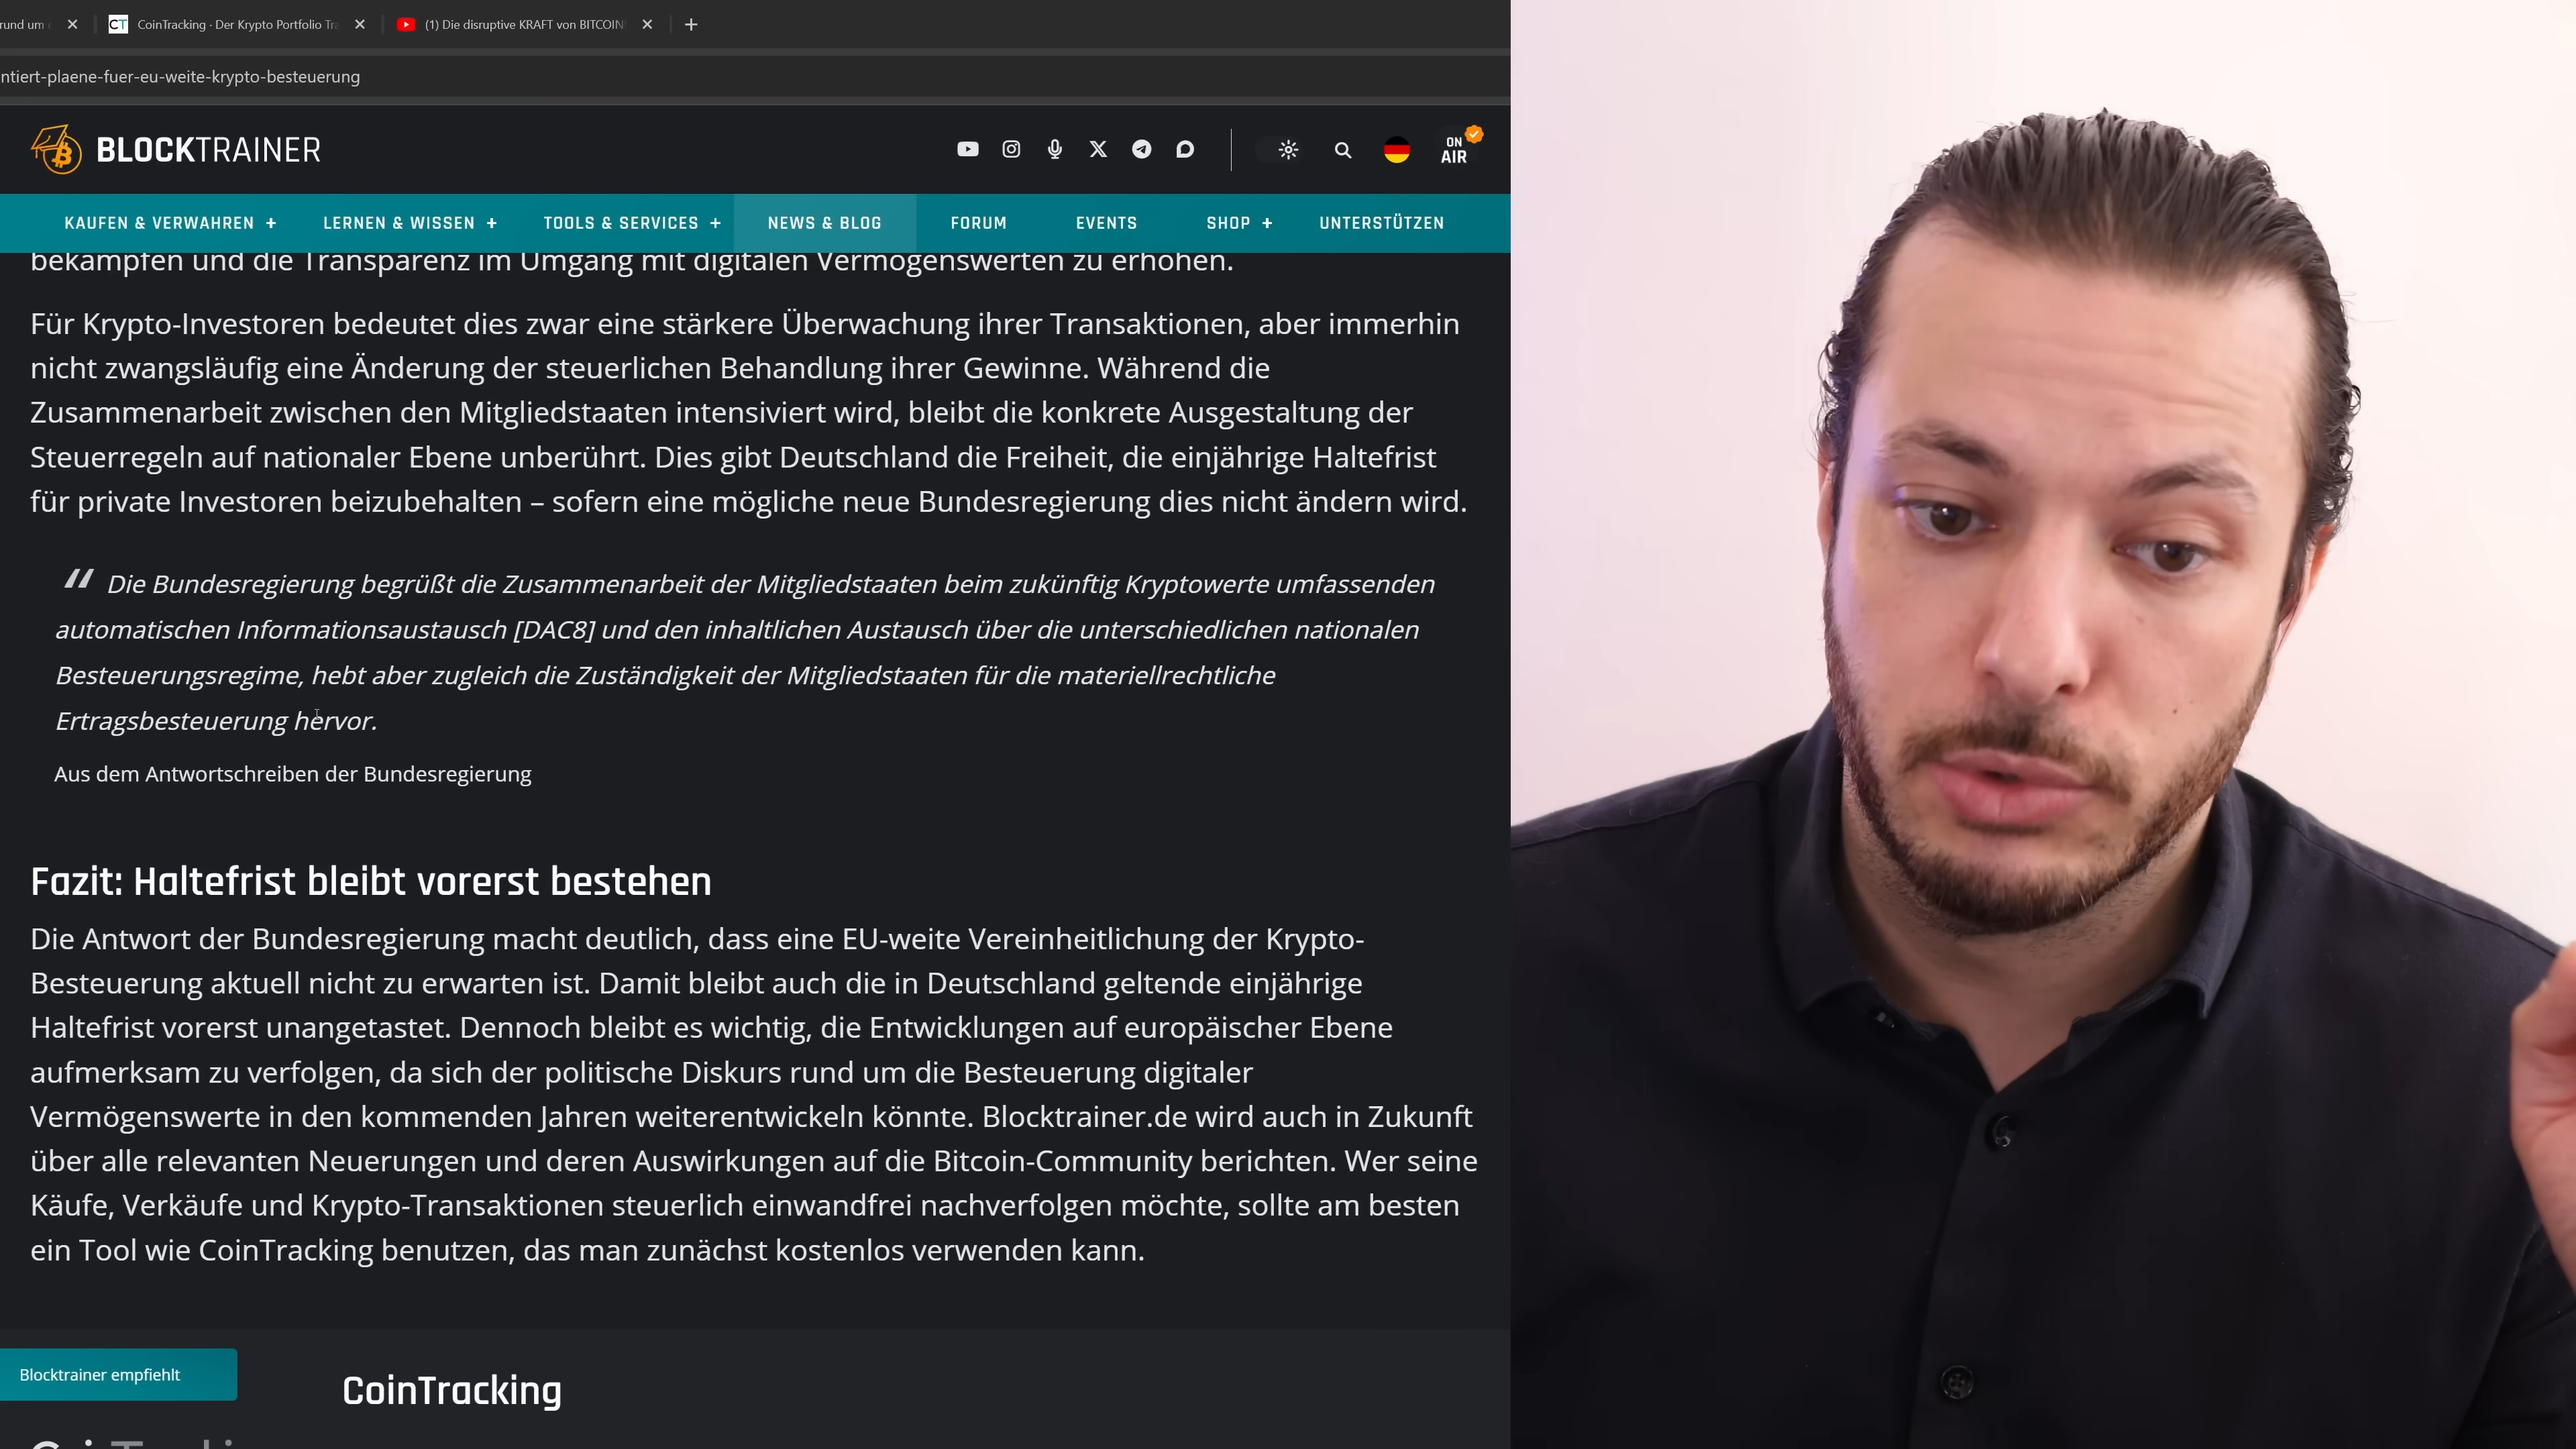 rund um
CT CoinTracking · Der Krypto Portfolio Tra
(1) Die disruptive KRAFT von BITCOIN
ntiert-plaene-fuer-eu-weite-krypto-besteuerung
BLOCKTRAINER
ON
AIR
KAUFEN & VERWAHREN + LERNEN & WISSEN + TOOLS & SERVICES + NEWS & BLOG FORUM EVENTS SHOP + UNTERSTÜTZEN
bekämpfen und die Transparenz im Umgang mit digitalen Vermögenswerten zu erhöhen.
Für Krypto-Investoren bedeutet dies zwar eine stärkere Überwachung ihrer Transaktionen, aber immerhin
nicht zwangsläufig eine Änderung der steuerlichen Behandlung ihrer Gewinne. Während die
Zusammenarbeit zwischen den Mitgliedstaaten intensiviert wird, bleibt die konkrete Ausgestaltung der
Steuerregeln auf nationaler Ebene unberührt. Dies gibt Deutschland die Freiheit, die einjährige Haltefrist
für private Investoren beizubehalten – sofern eine mögliche neue Bundesregierung dies nicht ändern wird.
“ Die Bundesregierung begrüßt die Zusammenarbeit der Mitgliedstaaten beim zukünftig Kryptowerte umfassenden
automatischen Informationsaustausch [DAC8] und den inhaltlichen Austausch über die unterschiedlichen nationalen
Besteuerungsregime, hebt aber zugleich die Zuständigkeit der Mitgliedstaaten für die materiellrechtliche
Ertragsbesteuerung hervor.
Aus dem Antwortschreiben der Bundesregierung
Fazit: Haltefrist bleibt vorerst bestehen
Die Antwort der Bundesregierung macht deutlich, dass eine EU-weite Vereinheitlichung der Krypto-
Besteuerung aktuell nicht zu erwarten ist. Damit bleibt auch die in Deutschland geltende einjährige
Haltefrist vorerst unangetastet. Dennoch bleibt es wichtig, die Entwicklungen auf europäischer Ebene
aufmerksam zu verfolgen, da sich der politische Diskurs rund um die Besteuerung digitaler
Vermögenswerte in den kommenden Jahren weiterentwickeln könnte. Blocktrainer.de wird auch in Zukunft
über alle relevanten Neuerungen und deren Auswirkungen auf die Bitcoin-Community berichten. Wer seine
Käufe, Verkäufe und Krypto-Transaktionen steuerlich einwandfrei nachverfolgen möchte, sollte am besten
ein Tool wie CoinTracking benutzen, das man zunächst kostenlos verwenden kann.
Blocktrainer empfiehlt
CoinTracking